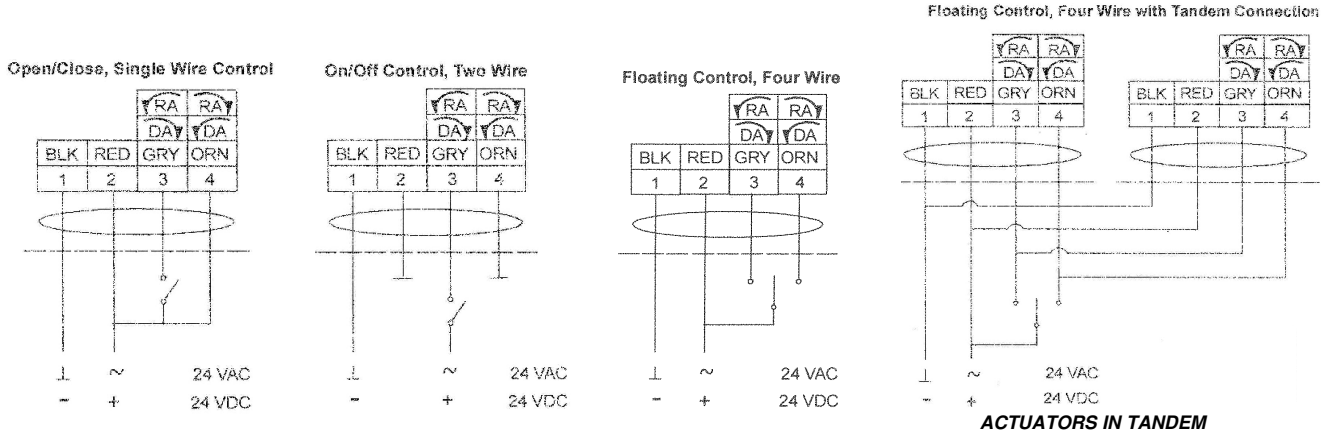 Open/Close, Single Wire Control
RA RA
DA DA
BLK RED GRY ORN
1 2 3 4
⊥ ~ 24 VAC
- + 24 VDC
On/Off Control, Two Wire
RA RA
DA DA
BLK RED GRY ORN
1 2 3 4
⊥ ~ 24 VAC
- + 24 VDC
Floating Control, Four Wire
RA RA
DA DA
BLK RED GRY ORN
1 2 3 4
⊥ ~ 24 VAC
- + 24 VDC
Floating Control, Four Wire with Tandem Connection
RA RA
DA DA
BLK RED GRY ORN
1 2 3 4
RA RA
DA DA
BLK RED GRY ORN
1 2 3 4
⊥ ~ 24 VAC
- + 24 VDC
ACTUATORS IN TANDEM